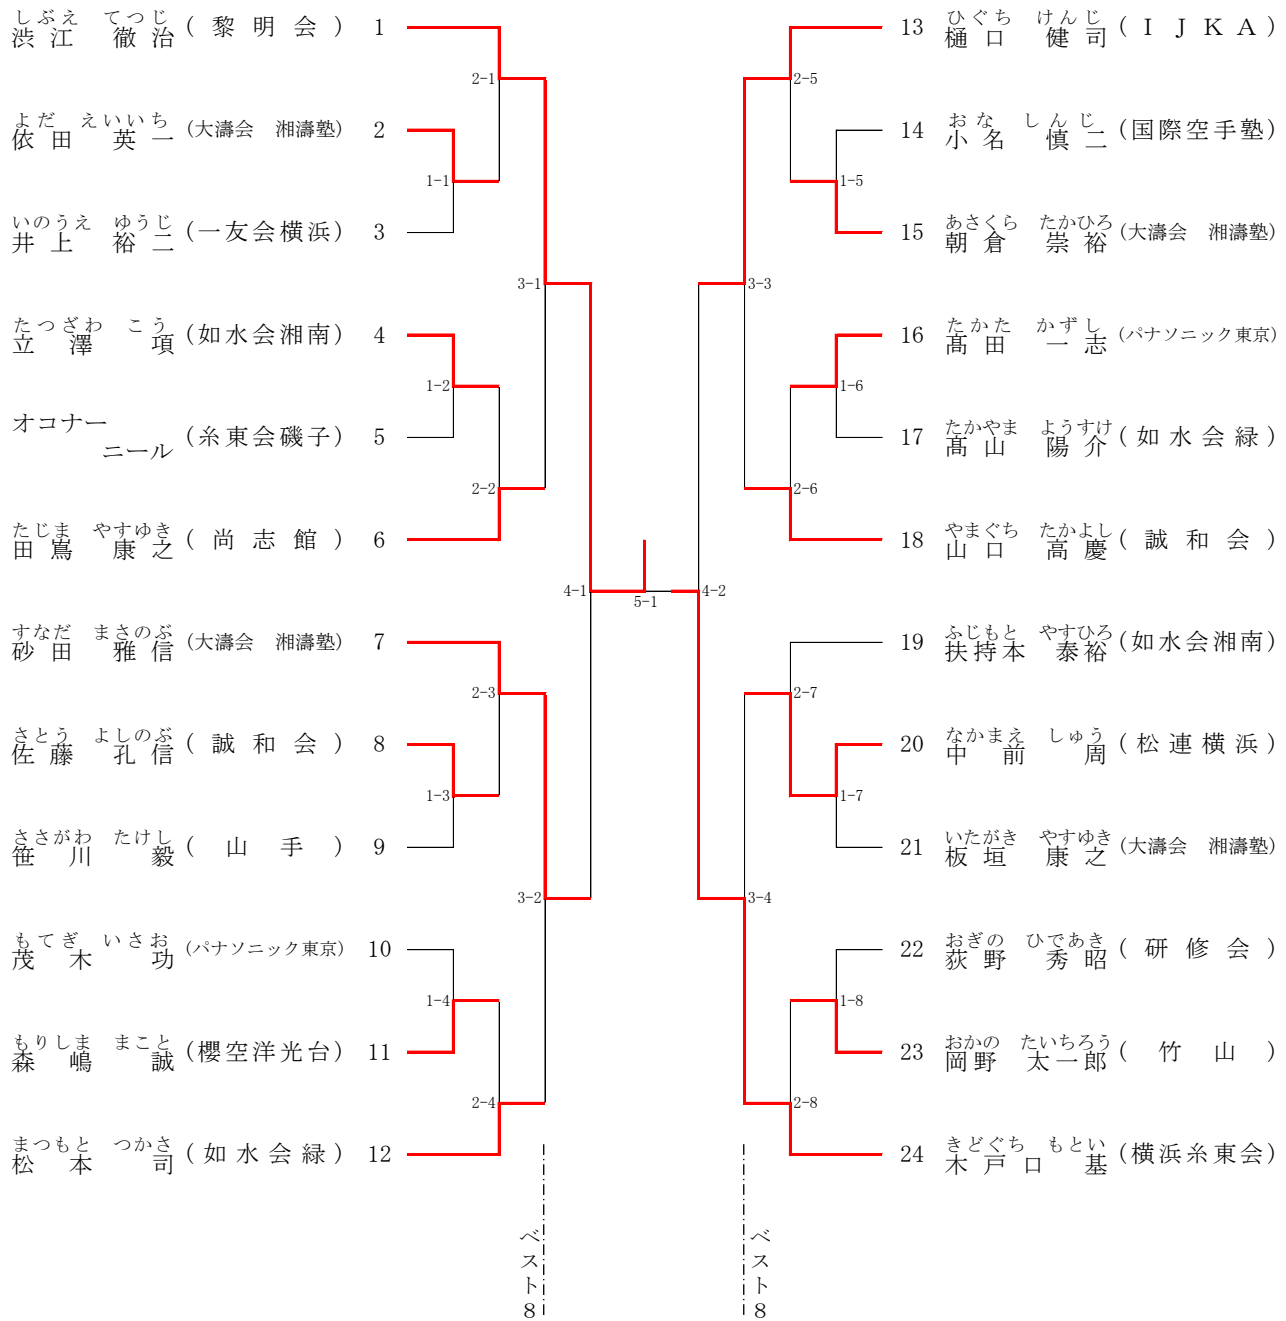 しぶえ てつじ
渋江 徹治 (黎明会) 1
2-1
よだ えいいち
依田 英一 (大濤会 湘濤塾) 2
1-1
いのうえ ゆうじ
井上 裕二 (一友会横浜) 3
3-1
たつざわ こう
立澤 項 (如水会湘南) 4
1-2
オコナー
ニール (糸東会磯子) 5
2-2
たじま やすゆき
田嶌 康之 (尚志館) 6
4-1
すなだ まさのぶ
砂田 雅信 (大濤会 湘濤塾) 7
2-3
さとう よしのぶ
佐藤 孔信 (誠和会) 8
1-3
ささがわ たけし
笹川 毅 (山手) 9
3-2
もてぎ いさお
茂木 功 (パナソニック東京) 10
1-4
もりしま まこと
森嶋 誠 (櫻空洋光台) 11
2-4
まつもと つかさ
松本 司 (如水会緑) 12
ベスト8
5-1
ひぐち けんじ
13 樋口 健司 (IJKA)
2-5
おな しんじ
14 小名 慎二 (国際空手塾)
1-5
あさくら たかひろ
15 朝倉 崇裕 (大濤会 湘濤塾)
3-3
たかた かずし
16 髙田 一志 (パナソニック東京)
1-6
たかやま ようすけ
17 髙山 陽介 (如水会緑)
2-6
やまぐち たかよし
18 山口 高慶 (誠和会)
4-2
ふじもと やすひろ
19 扶持本 泰裕 (如水会湘南)
2-7
なかまえ しゅう
20 中前 周 (松連横浜)
1-7
いたがき やすゆき
21 板垣 康之 (大濤会 湘濤塾)
3-4
おぎの ひであき
22 荻野 秀昭 (研修会)
1-8
おかの たいちろう
23 岡野 太一郎 (竹山)
2-8
きどぐち もとい
24 木戸口 基 (横浜糸東会)
ベスト8